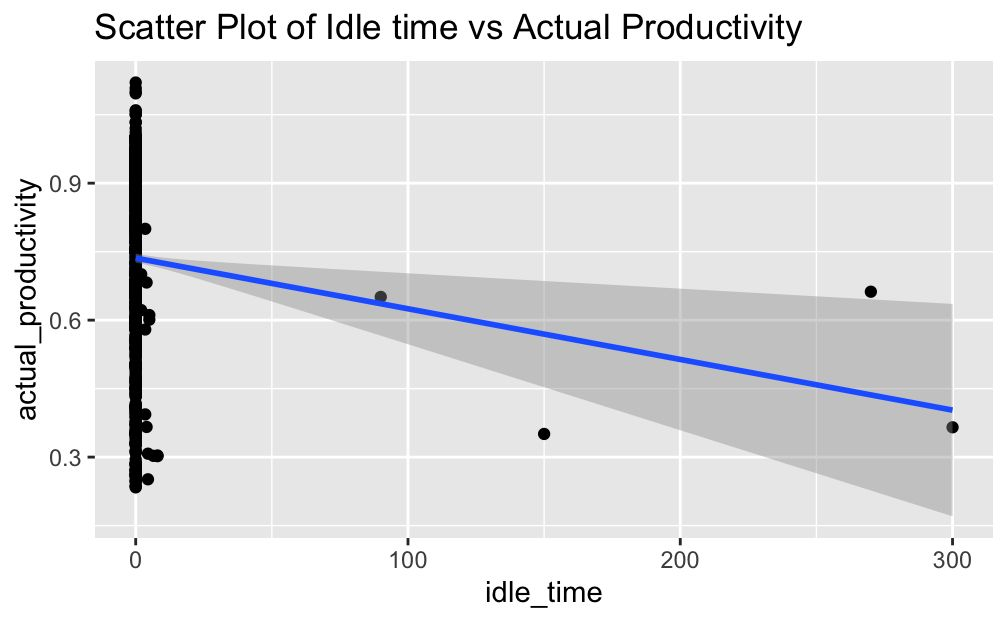 Scatter Plot of Idle time vs Actual Productivity
actual_productivity
0.9
0.6
0.3
0 100 200 300
idle_time